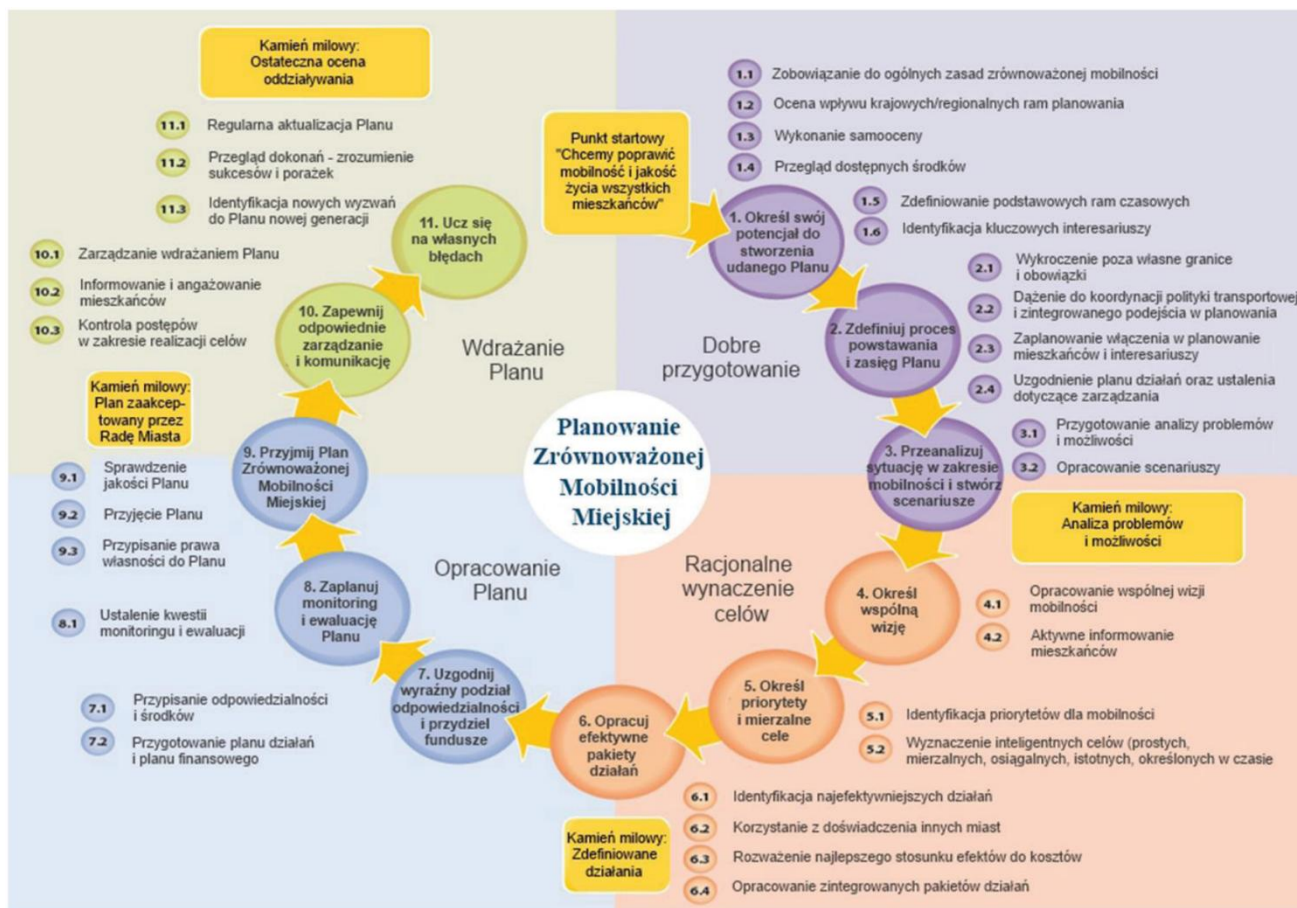 Punkt startowy
"Chcemy poprawić
mobilność i jakość
życia wszystkich
mieszkańców"
1.1 Zobowiązanie do ogólnych zasad zrównoważonej mobilności
1.2 Ocena wpływu krajowych/regionalnych ram planowania
1.3 Wykonanie samooceny
1.4 Przegląd dostępnych środków
1. Określ swój
potencjał do
stworzenia
udanego Planu
1.5 Zdefiniowanie podstawowych ram czasowych
1.6 Identyfikacja kluczowych interesariuszy
2. Zdefiniuj proces
powstawania
i zasięg Planu
2.1 Wykroczenie poza własne granice
i obowiązki
2.2 Dążenie do koordynacji polityki transportowej
i zintegrowanego podejścia w planowania
2.3 Zaplanowanie włączenia w planowanie
mieszkańców i interesariuszy
2.4 Uzgodnienie planu działań oraz ustalenia
dotyczące zarządzania
Dobre
przygotowanie
3. Przeanalizuj
sytuację w zakresie
mobilności i stwórz
scenariusze
3.1 Przygotowanie analizy problemów
i możliwości
3.2 Opracowanie scenariuszy
Kamień milowy:
Analiza problemów
i możliwości
Planowanie
Zrównoważonej
Mobilności
Miejskiej
Racjonalne
wynaczenie
celów
4. Określ
wspólną
wizję
4.1 Opracowanie wspólnej wizji
mobilności
4.2 Aktywne informowanie
mieszkańców
5. Określ
priorytety
i mierzalne
cele
5.1 Identyfikacja priorytetów dla mobilności
5.2 Wyznaczenie inteligentnych celów (prostych,
mierzalnych, osiągalnych, istotnych, określonych w czasie
6. Opracuj
efektywne
pakiety
działań
6.1 Identyfikacja najefektywniejszych działań
6.2 Korzystanie z doświadczenia innych miast
6.3 Rozważenie najlepszego stosunku efektów do kosztów
6.4 Opracowanie zintegrowanych pakietów działań
Kamień milowy:
Zdefiniowane
działania
Opracowanie
Planu
7. Uzgodnij
wyraźny podział
odpowiedzialności
i przydziel
fundusze
7.1 Przypisanie odpowiedzialności
i środków
7.2 Przygotowanie planu działań
i planu finansowego
8. Zaplanuj
monitoring
i ewaluację
Planu
8.1 Ustalenie kwestii
monitoringu i ewaluacji
9. Przyjmij Plan
Zrównoważonej
Mobilności
Miejskiej
9.1 Sprawdzenie
jakości Planu
9.2 Przyjęcie Planu
9.3 Przypisanie prawa
własności do Planu
Kamień milowy:
Plan zaakcep-
towany przez
Radę Miasta
Wdrażanie
Planu
10. Zapewnij
odpowiednie
zarządzanie
i komunikację
10.1 Zarządzanie wdrażaniem Planu
10.2 Informowanie i angażowanie
mieszkańców
10.3 Kontrola postępów
w zakresie realizacji celów
11. Ucz się
na własnych
błędach
11.1 Regularna aktualizacja Planu
11.2 Przegląd dokonań - zrozumienie
sukcesów i porażek
11.3 Identyfikacja nowych wyzwań
do Planu nowej generacji
Kamień milowy:
Ostateczna ocena
oddziaływania